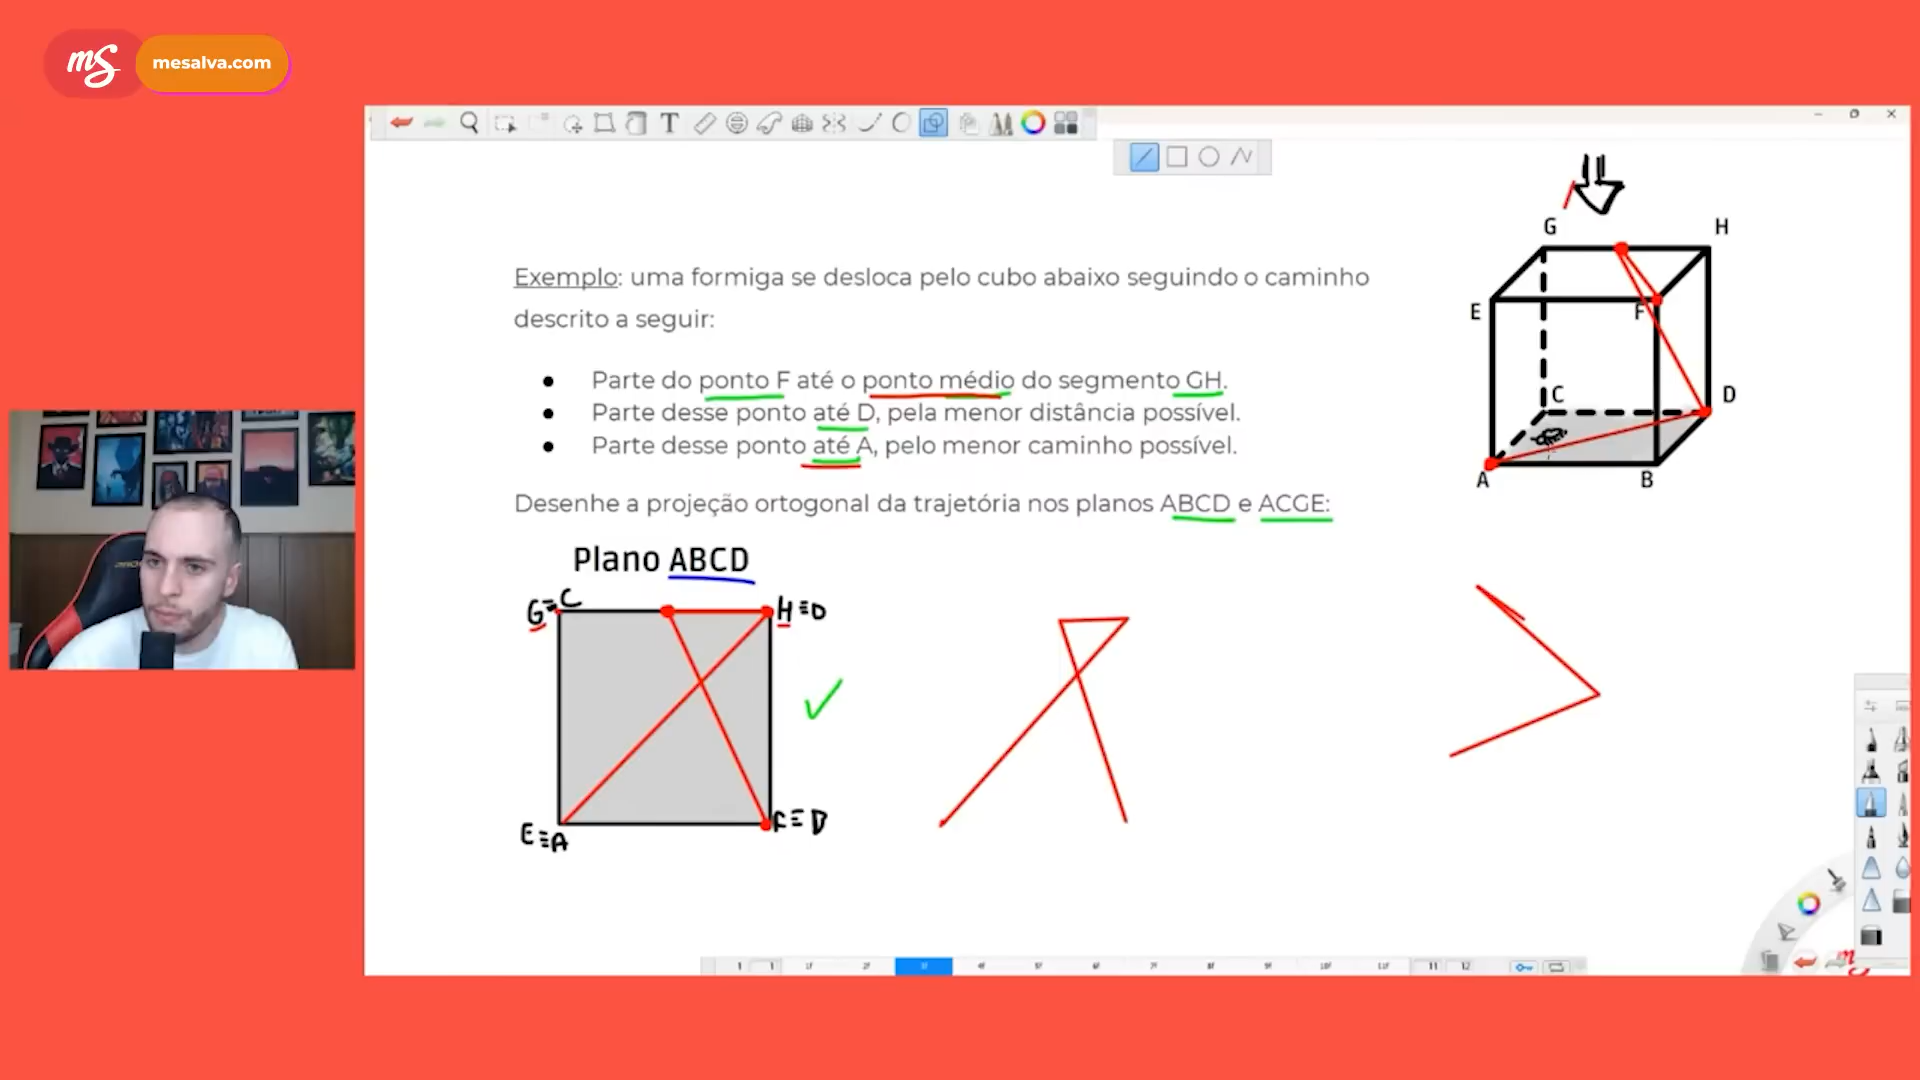 mS mesalva.com
Exemplo: uma formiga se desloca pelo cubo abaixo seguindo o caminho
descrito a seguir:
• Parte do ponto F até o ponto médio do segmento GH.
• Parte desse ponto até D, pela menor distância possível.
• Parte desse ponto até A, pelo menor caminho possível.
Desenhe a projeção ortogonal da trajetória nos planos ABCD e ACGE:
G H
E F
C D
A B
Plano ABCD
G≡C H≡D
E≡A F≡D